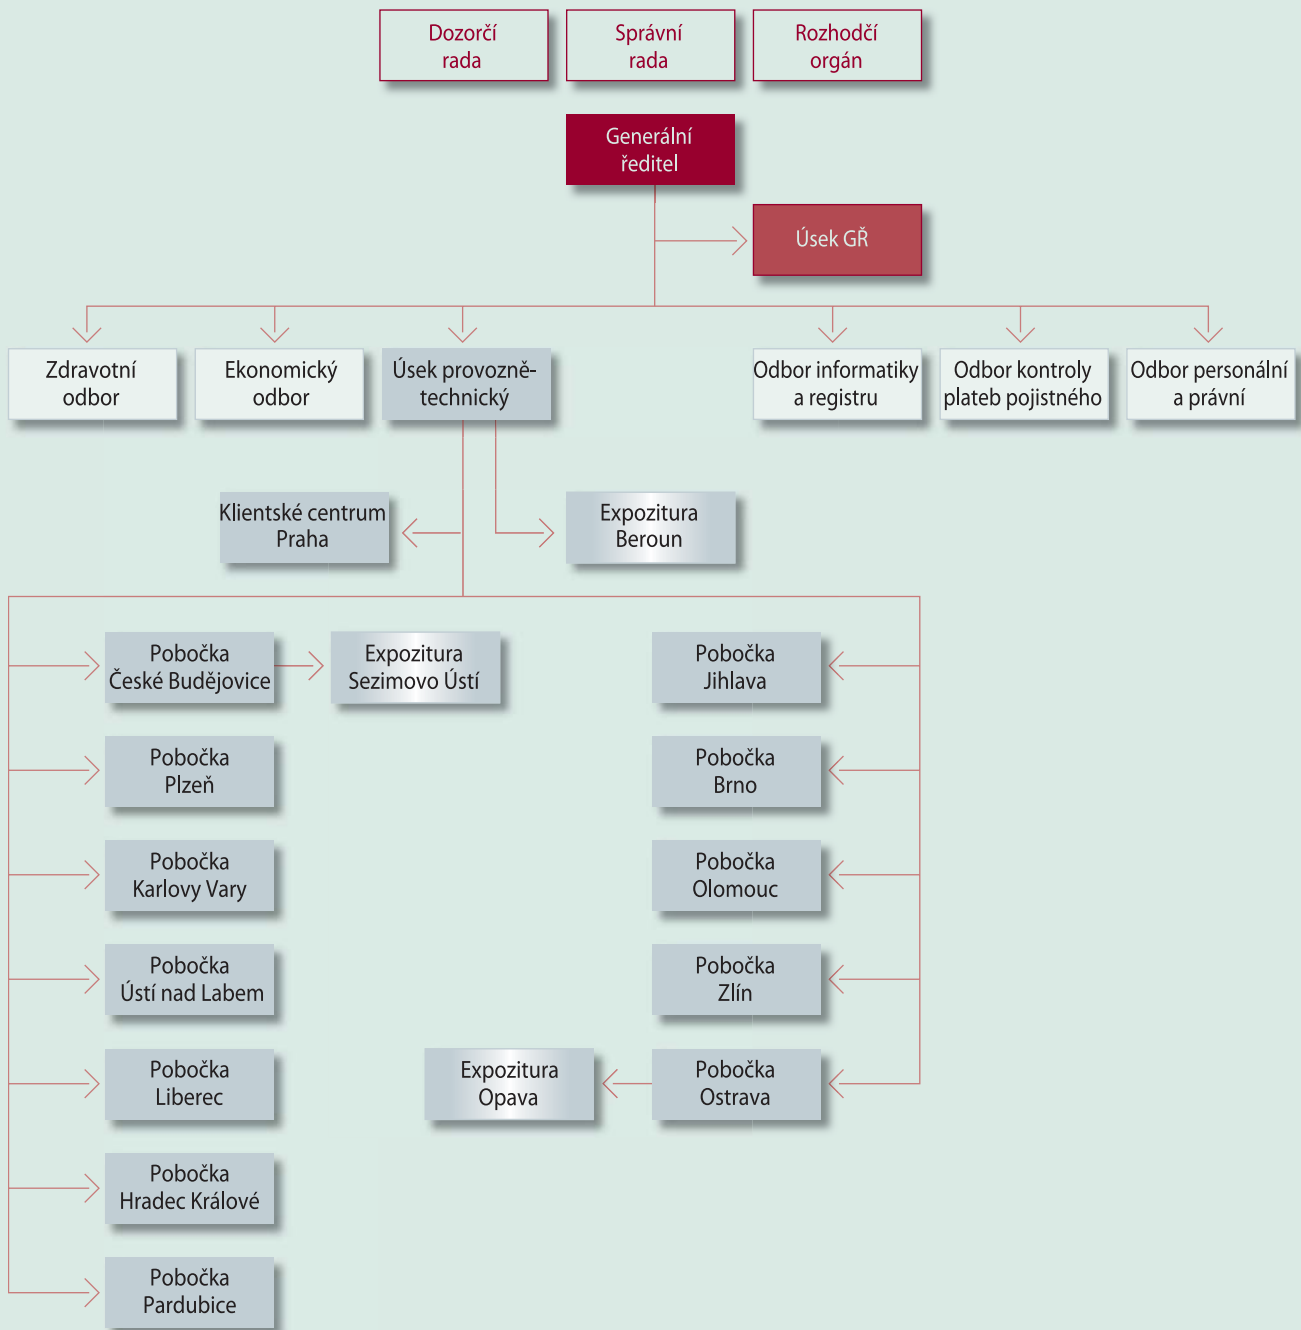 Dozorčí
rada
Správní
rada
Rozhodčí
orgán
Generální
ředitel
Úsek GŘ
Zdravotní
odbor
Ekonomický
odbor
Úsek provozně-
technický
Odbor informatiky
a registru
Odbor kontroly
plateb pojistného
Odbor personální
a právní
Klientské centrum
Praha
Expozitura
Beroun
Pobočka
České Budějovice
Expozitura
Sezimovo Ústí
Pobočka
Jihlava
Pobočka
Plzeň
Pobočka
Brno
Pobočka
Karlovy Vary
Pobočka
Olomouc
Pobočka
Ústí nad Labem
Pobočka
Zlín
Pobočka
Liberec
Expozitura
Opava
Pobočka
Ostrava
Pobočka
Hradec Králové
Pobočka
Pardubice